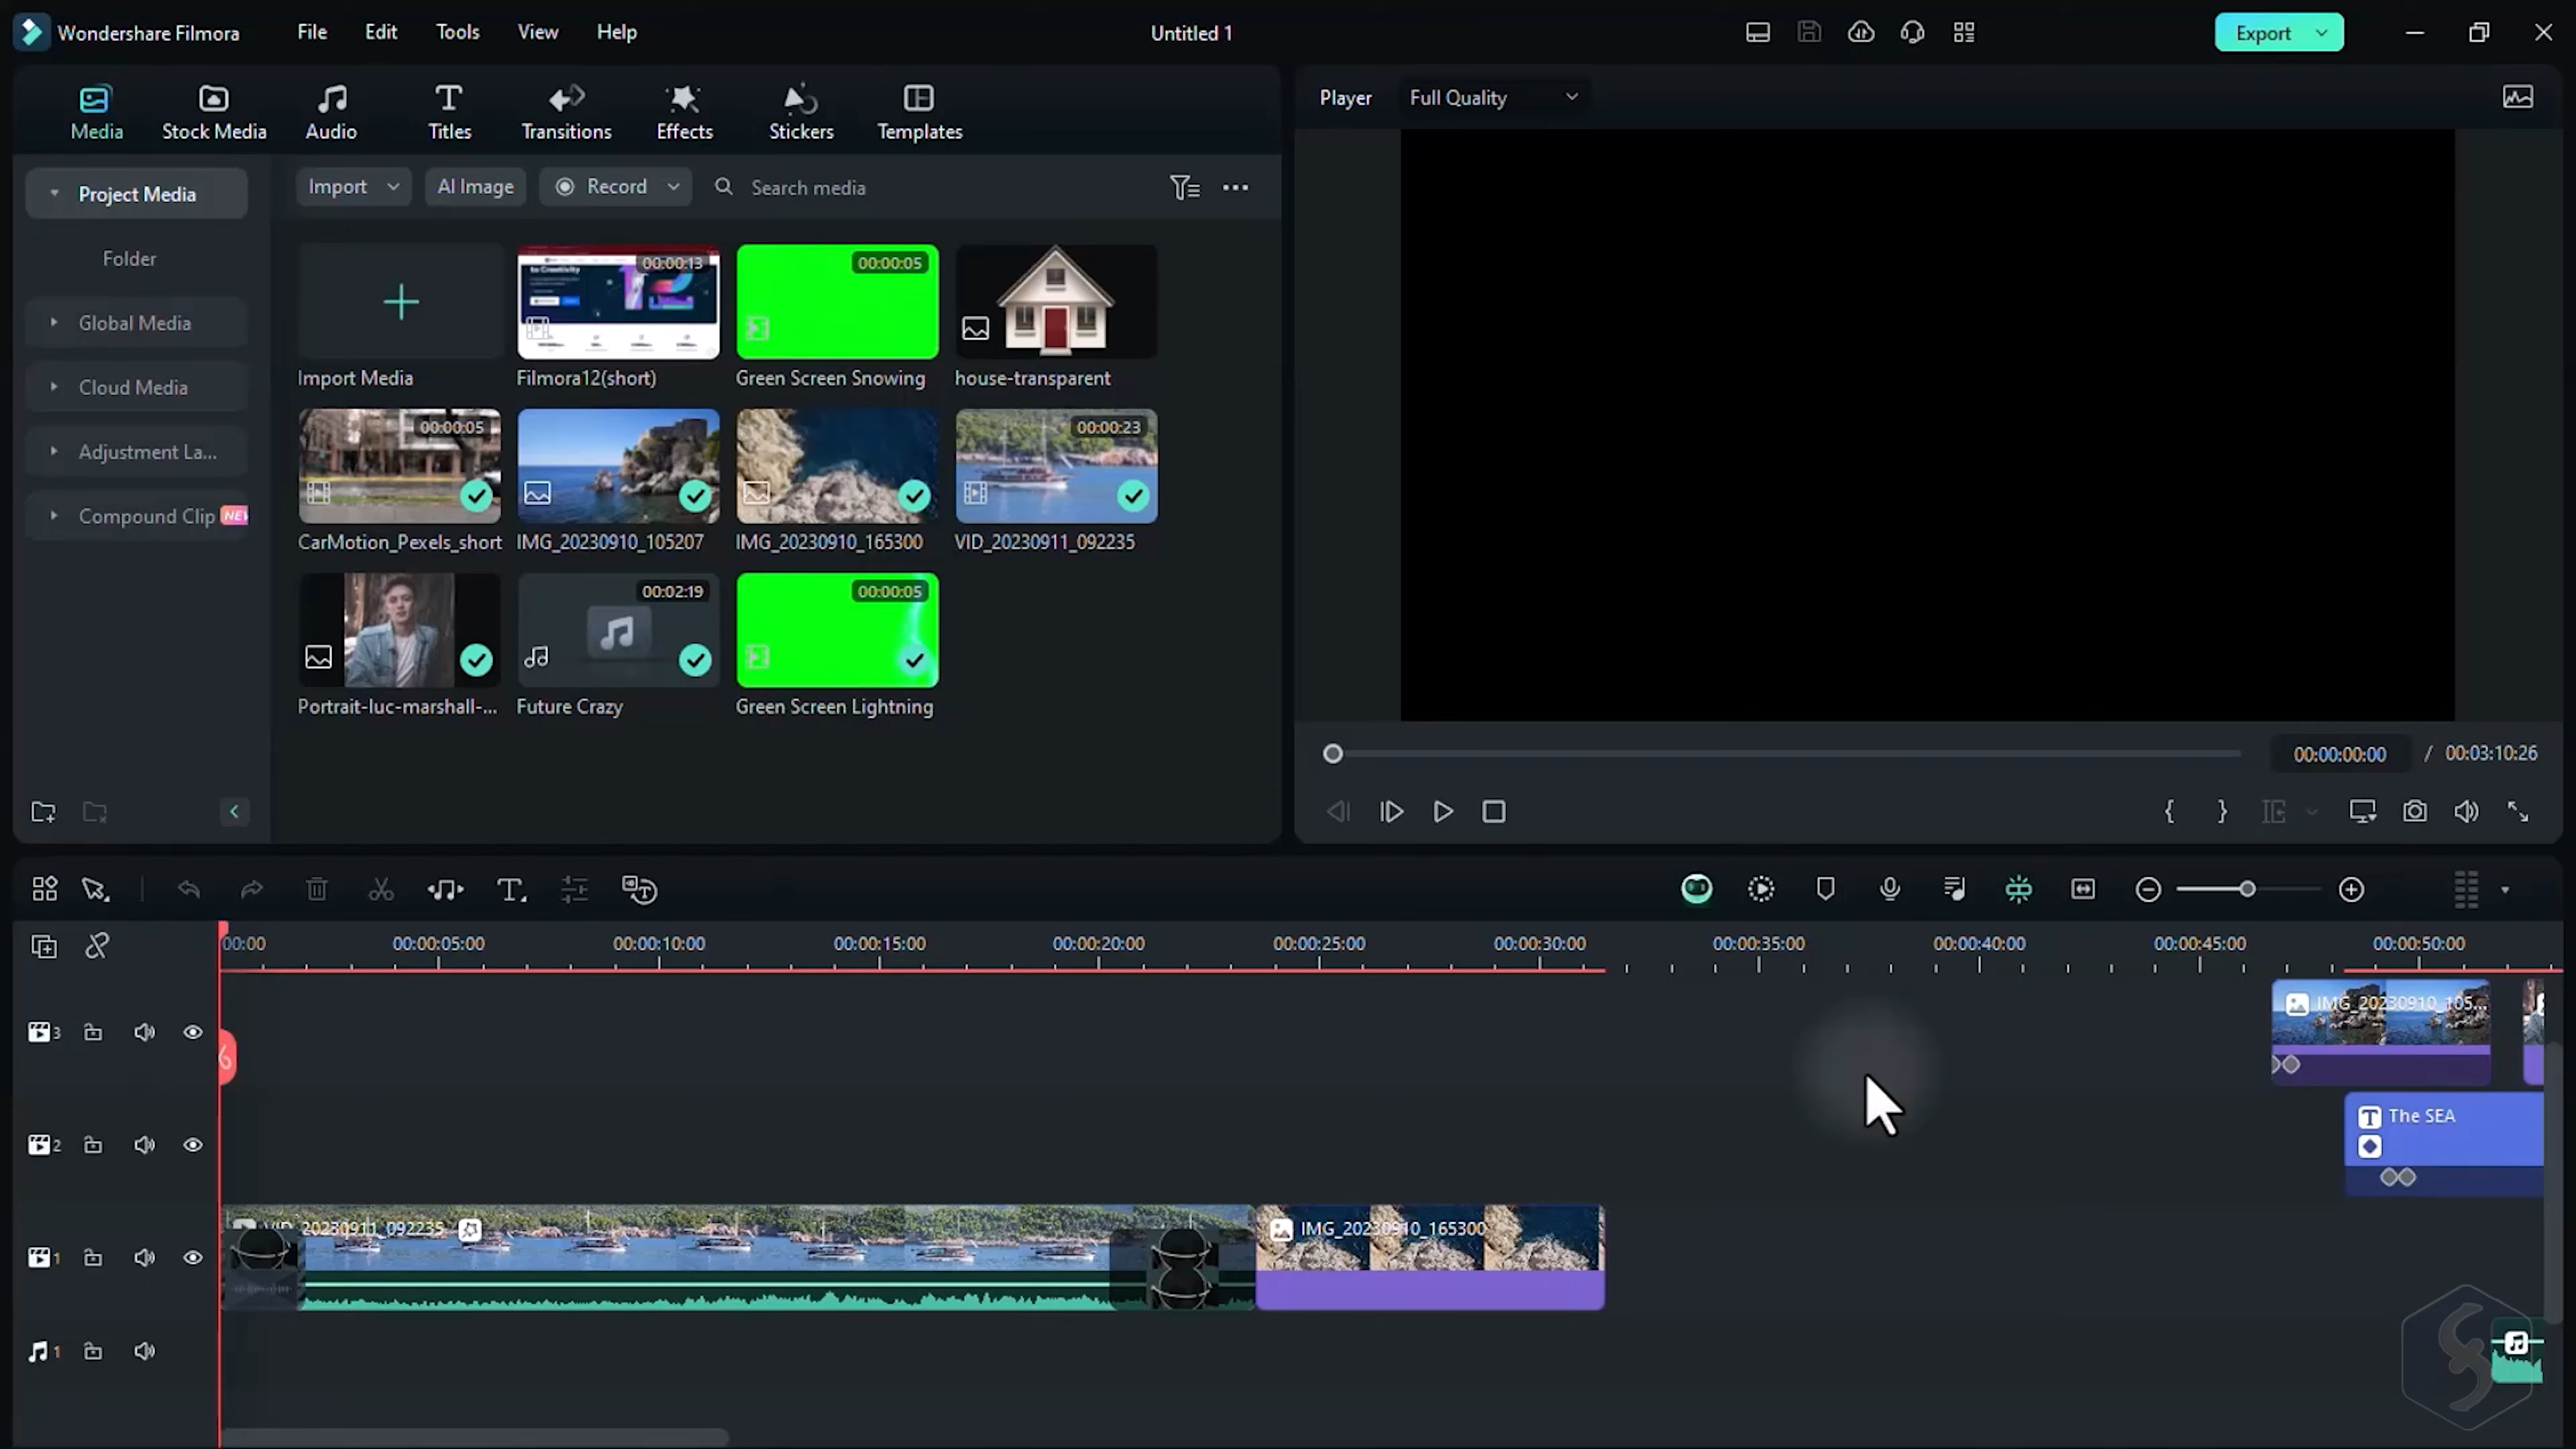 Wondershare Filmora File Edit Tools View Help Untitled 1 Export
Media Stock Media Audio Titles Transitions Effects Stickers Templates
Player Full Quality
Project Media
Folder
Global Media
Cloud Media
Adjustment La...
Compound Clip NEW
Import AI Image Record Search media
00:00:13 00:00:05
to Creativity
Import Media Filmora12(short) Green Screen Snowing house-transparent
00:00:05 00:00:23
CarMotion_Pexels_short IMG_20230910_105207 IMG_20230910_165300 VID_20230911_092235
00:02:19 00:00:05
Portrait-luc-marshall-... Future Crazy Green Screen Lightning
00:00:00:00 / 00:03:10:26
00:00 00:00:05:00 00:00:10:00 00:00:15:00 00:00:20:00 00:00:25:00 00:00:30:00 00:00:35:00 00:00:40:00 00:00:45:00 00:00:50:00
3
IMG_20230910_105...
2
The SEA
1
VID_20230911_092235
IMG_20230910_165300
1